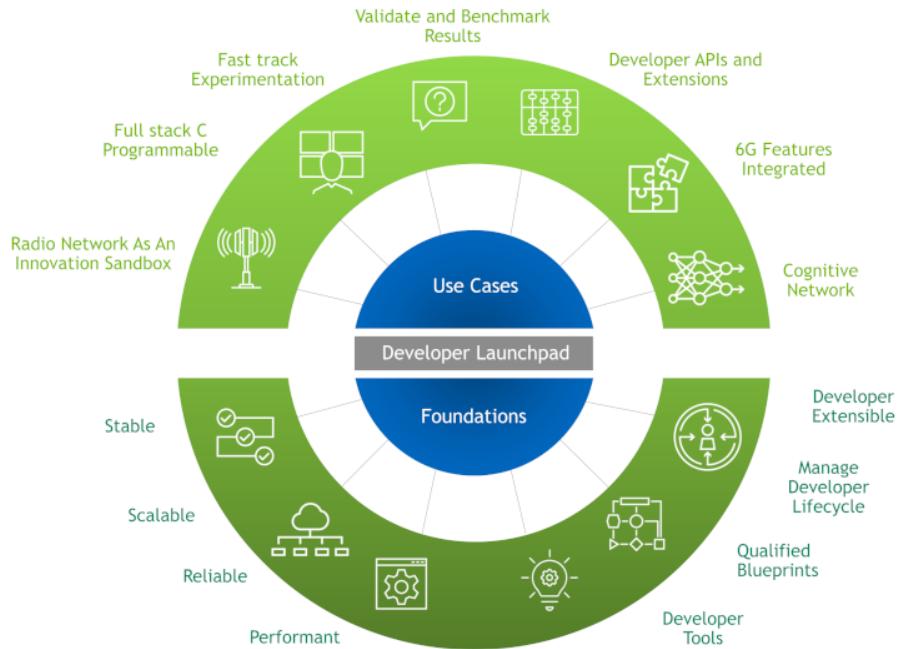 Validate and Benchmark
Results
Fast track
Experimentation
Developer APIs and
Extensions
Full stack C
Programmable
6G Features
Integrated
Radio Network As An
Innovation Sandbox
Cognitive
Network
Use Cases
Developer Launchpad
Foundations
Stable
Scalable
Reliable
Performant
Developer
Extensible
Manage
Developer
Lifecycle
Qualified
Blueprints
Developer
Tools